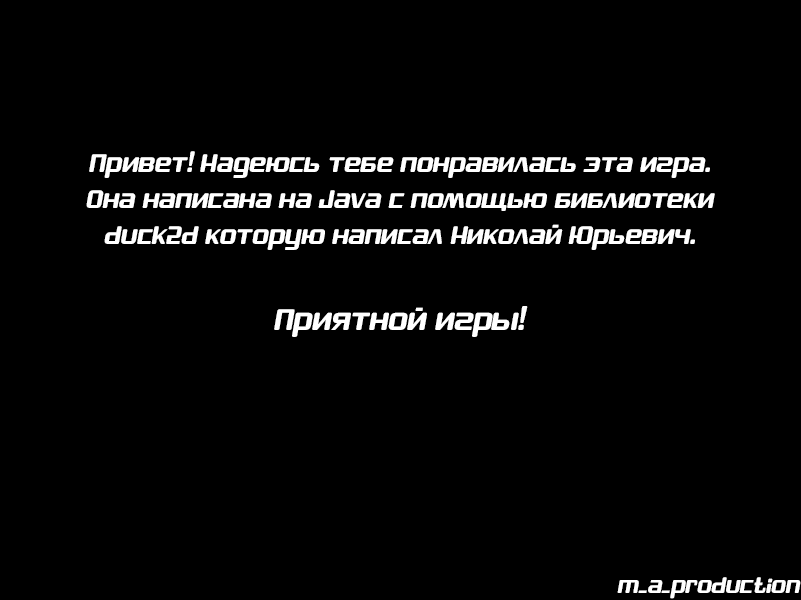 Привет! Надеюсь тебе понравилась эта игра.
Она написана на Java с помощью библиотеки
duck2d которую написал Николай Юрьевич.
Приятной игры!
m_a_production